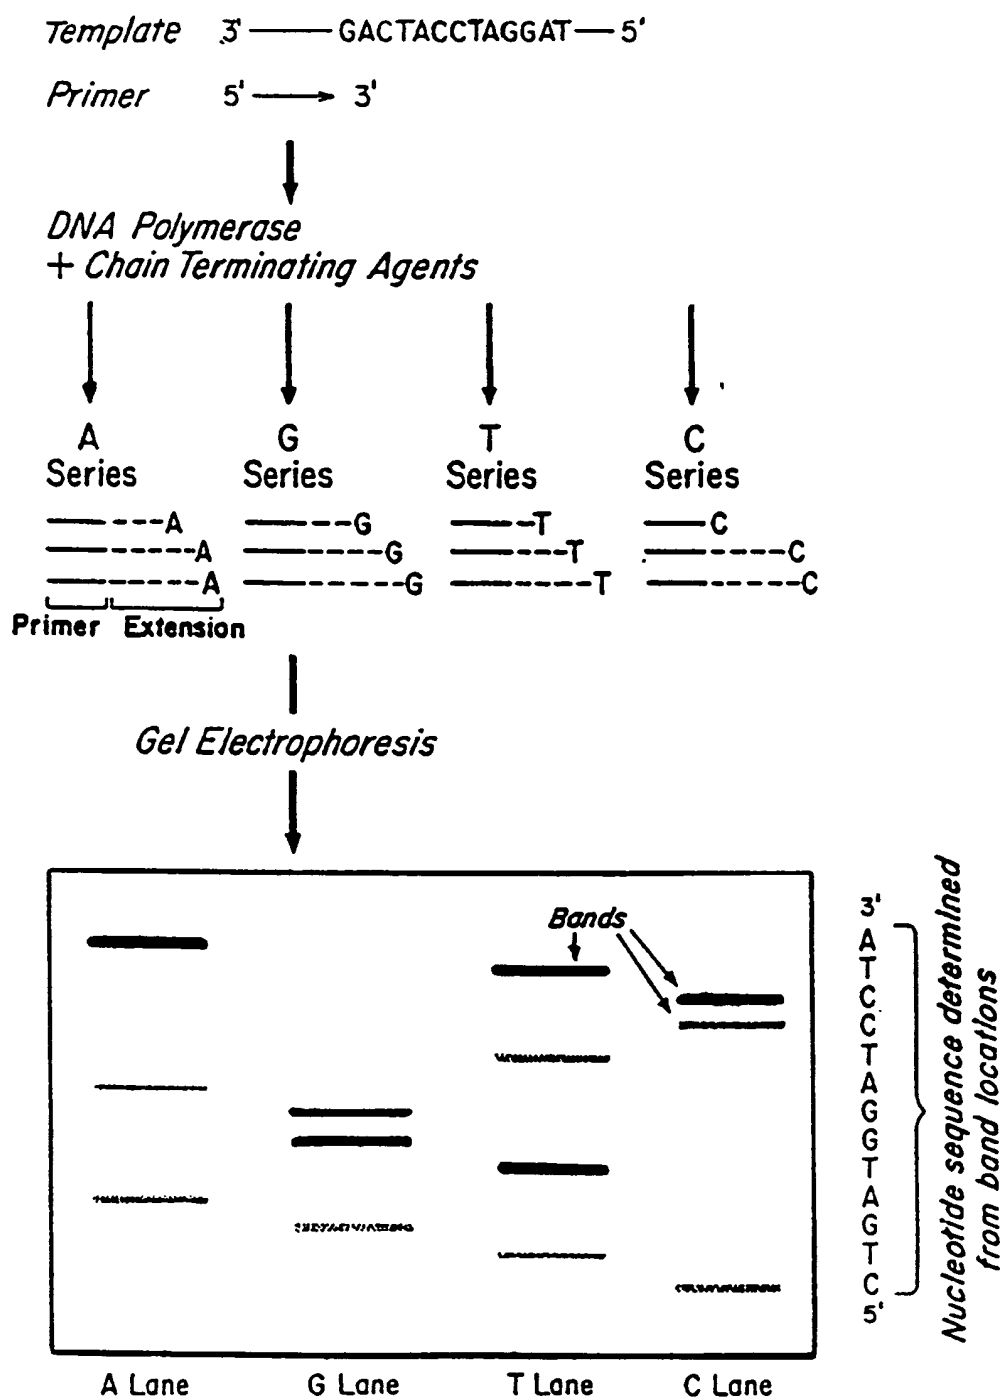 Template 3' GACTACCTAGGAT 5'
Primer 5' 3'
DNA Polymerase
+ Chain Terminating Agents
A G T C
Series Series Series Series
A G T C
A G T C
A G T C
Primer Extension
Gel Electrophoresis
Bands
3'
A
T
C
C
T
A
G
G
T
A
G
T
C
5'
Nucleotide sequence determined
from band locations
A Lane G Lane T Lane C Lane